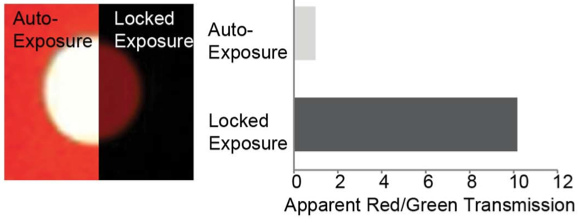 Auto-
Exposure
Locked
Exposure
Auto-
Exposure
Locked
Exposure
0 2 4 6 8 10 12
Apparent Red/Green Transmission